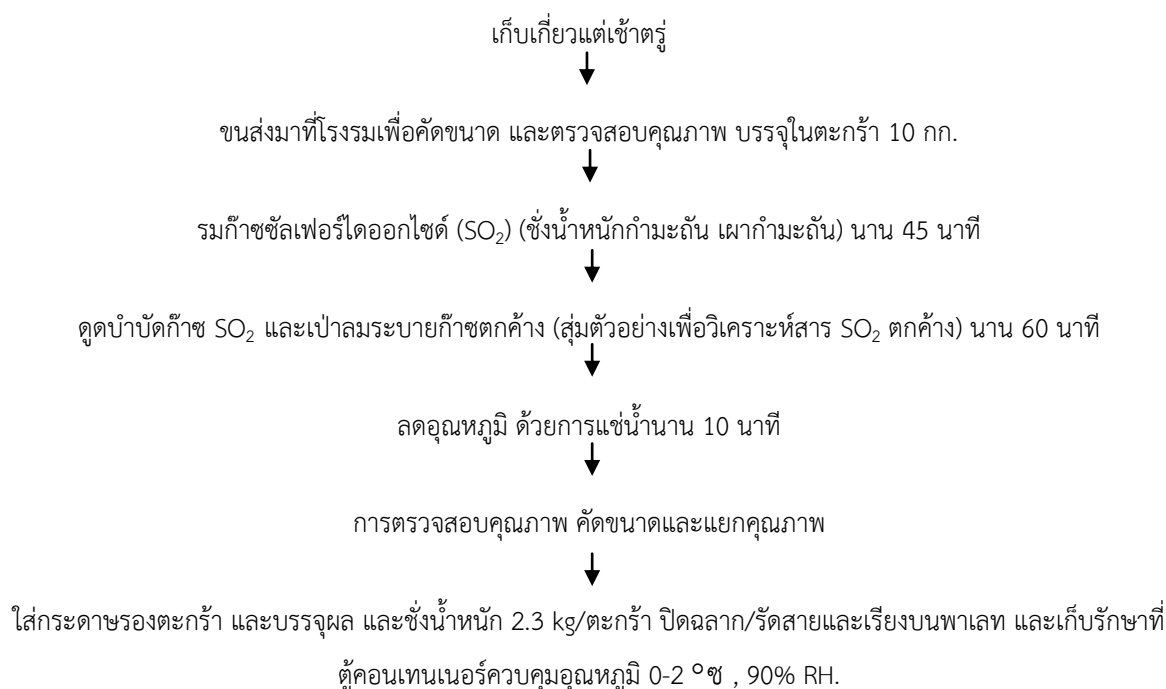 เก็บเกี่ยวแต่เช้าตรู่
ขนส่งมาที่โรงรมเพื่อคัดขนาด และตรวจสอบคุณภาพ บรรจุในตะกร้า 10 กก.
รมก๊าซซัลเฟอร์ไดออกไซด์ (SO₂) (ชั่งน้ำหนักกำมะถัน เผากำมะถัน) นาน 45 นาที
ดูดบำบัดก๊าซ SO₂ และเป่าลมระบายก๊าซตกค้าง (สุ่มตัวอย่างเพื่อวิเคราะห์สาร SO₂ ตกค้าง) นาน 60 นาที
ลดอุณหภูมิ ด้วยการแช่น้ำนาน 10 นาที
การตรวจสอบคุณภาพ คัดขนาดและแยกคุณภาพ
ใส่กระดาษรองตะกร้า และบรรจุผล และชั่งน้ำหนัก 2.3 kg/ตะกร้า ปิดฉลาก/รัดสายและเรียงบนพาเลท และเก็บรักษาที่
ตู้คอนเทนเนอร์ควบคุมอุณหภูมิ 0-2 °ซ , 90% RH.